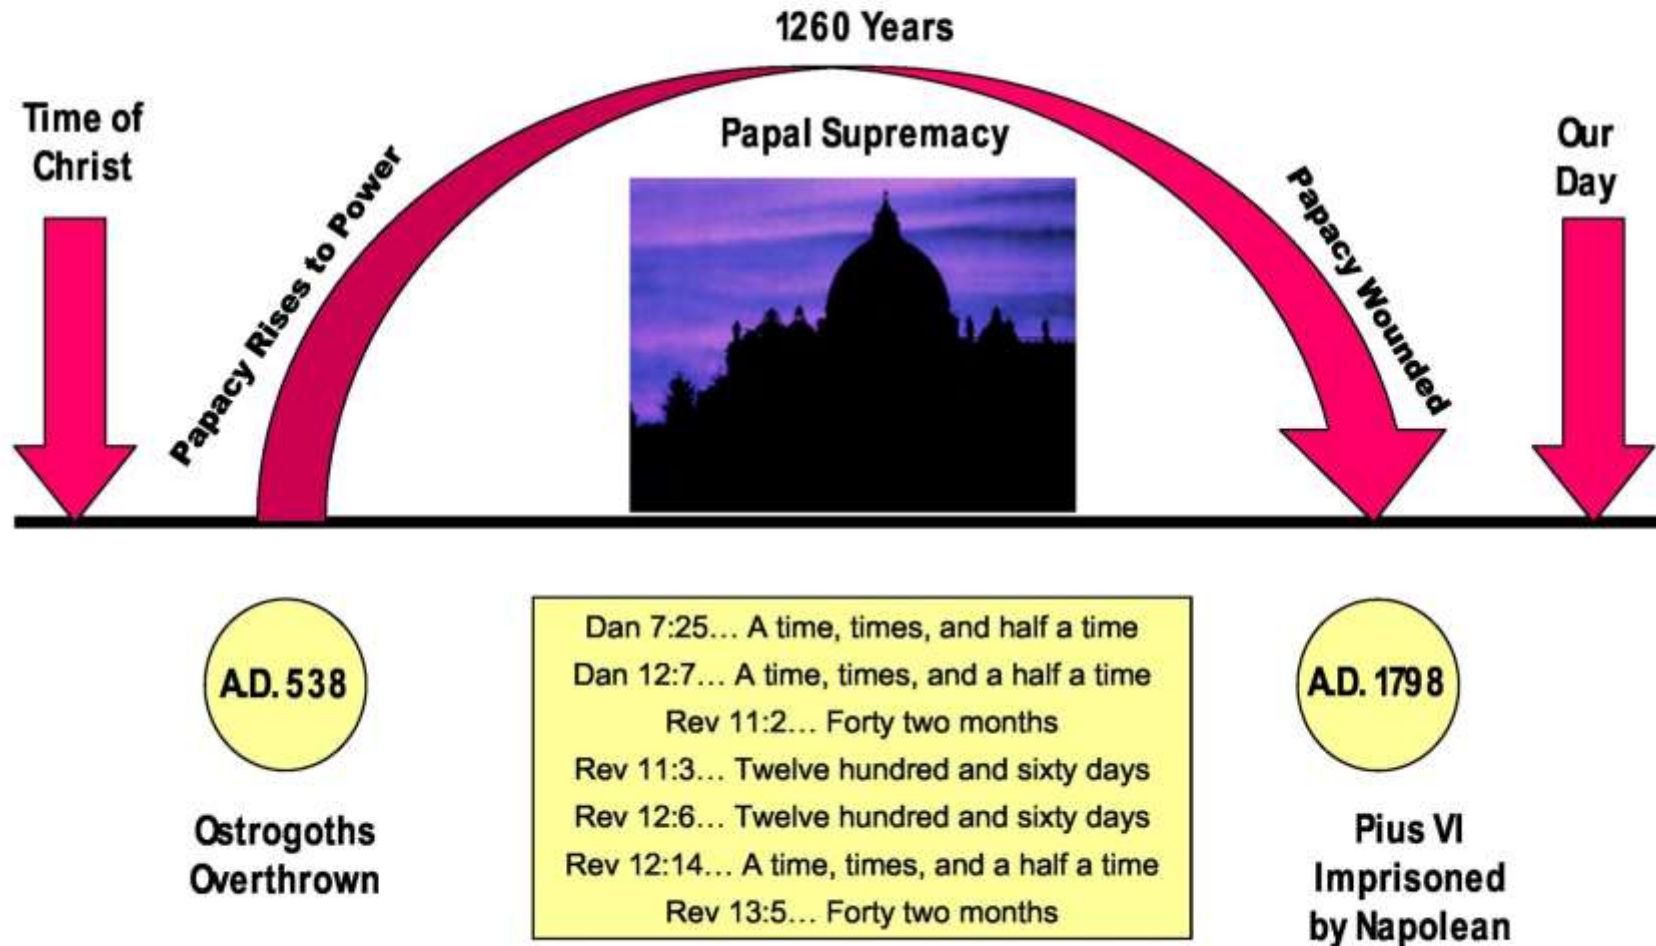 1260 Years
Time of
Christ
Papacy Rises to Power
Papal Supremacy
Papacy Wounded
Our
Day
A.D. 538
Ostrogoths
Overthrown
Dan 7:25… A time, times, and half a time
Dan 12:7… A time, times, and a half a time
Rev 11:2… Forty two months
Rev 11:3… Twelve hundred and sixty days
Rev 12:6… Twelve hundred and sixty days
Rev 12:14… A time, times, and a half a time
Rev 13:5… Forty two months
A.D. 1798
Pius VI
Imprisoned
by Napolean